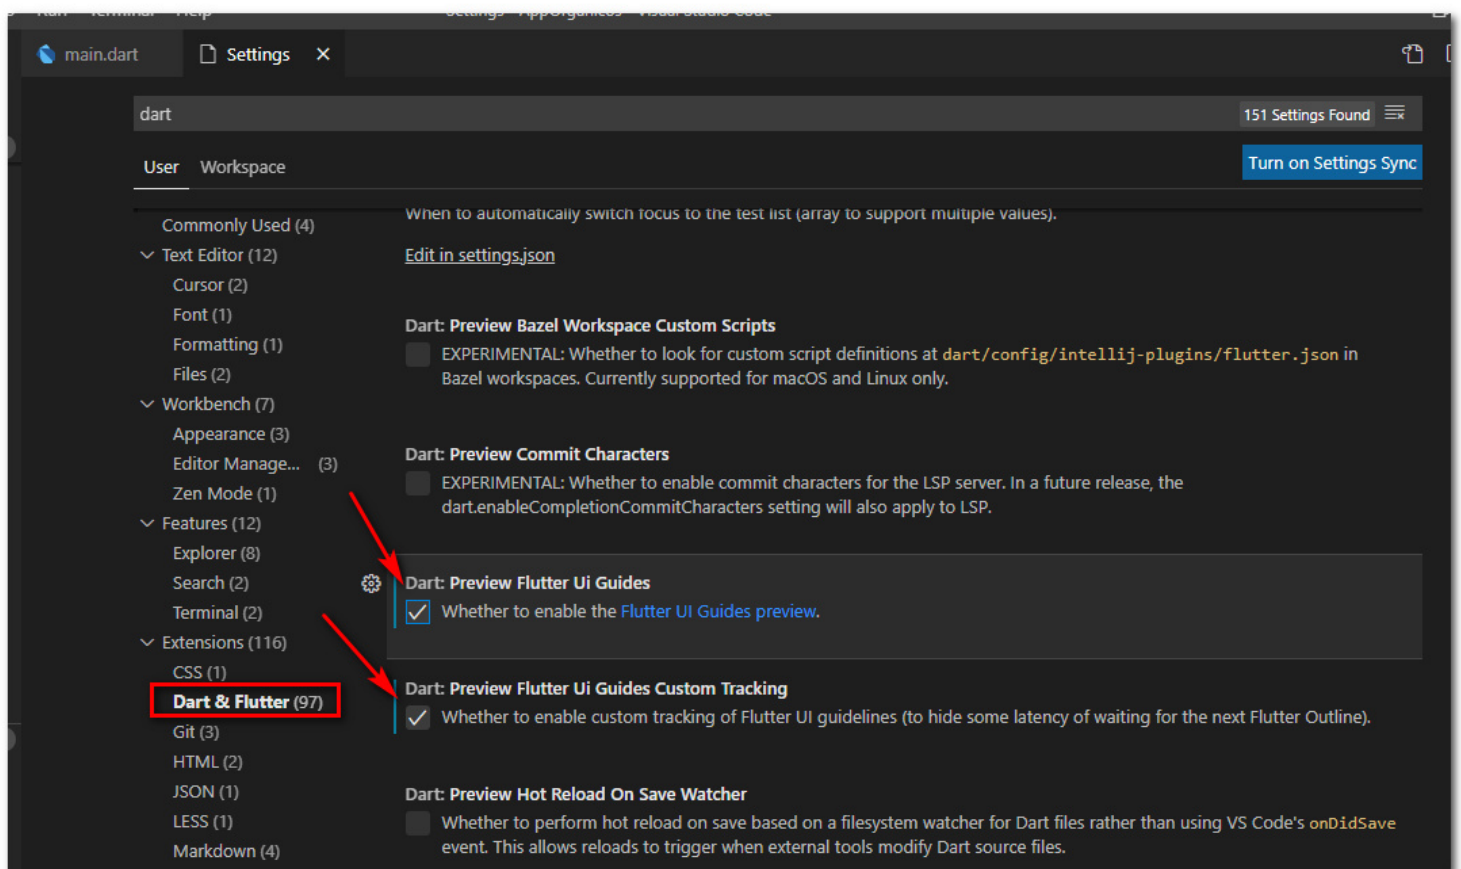 Run Terminal Help
Settings - AppOrganicos - Visual Studio Code
main.dart
Settings
dart
151 Settings Found
User Workspace
Turn on Settings Sync
Commonly Used (4)
Text Editor (12)
Cursor (2)
Font (1)
Formatting (1)
Files (2)
Workbench (7)
Appearance (3)
Editor Manage... (3)
Zen Mode (1)
Features (12)
Explorer (8)
Search (2)
Terminal (2)
Extensions (116)
CSS (1)
Dart & Flutter (97)
Git (3)
HTML (2)
JSON (1)
LESS (1)
Markdown (4)
When to automatically switch focus to the test list (array to support multiple values).
Edit in settings.json
Dart: Preview Bazel Workspace Custom Scripts
EXPERIMENTAL: Whether to look for custom script definitions at dart/config/intellij-plugins/flutter.json in
Bazel workspaces. Currently supported for macOS and Linux only.
Dart: Preview Commit Characters
EXPERIMENTAL: Whether to enable commit characters for the LSP server. In a future release, the
dart.enableCompletionCommitCharacters setting will also apply to LSP.
Dart: Preview Flutter Ui Guides
Whether to enable the Flutter UI Guides preview.
Dart: Preview Flutter Ui Guides Custom Tracking
Whether to enable custom tracking of Flutter UI guidelines (to hide some latency of waiting for the next Flutter Outline).
Dart: Preview Hot Reload On Save Watcher
Whether to perform hot reload on save based on a filesystem watcher for Dart files rather than using VS Code's onDidSave
event. This allows reloads to trigger when external tools modify Dart source files.